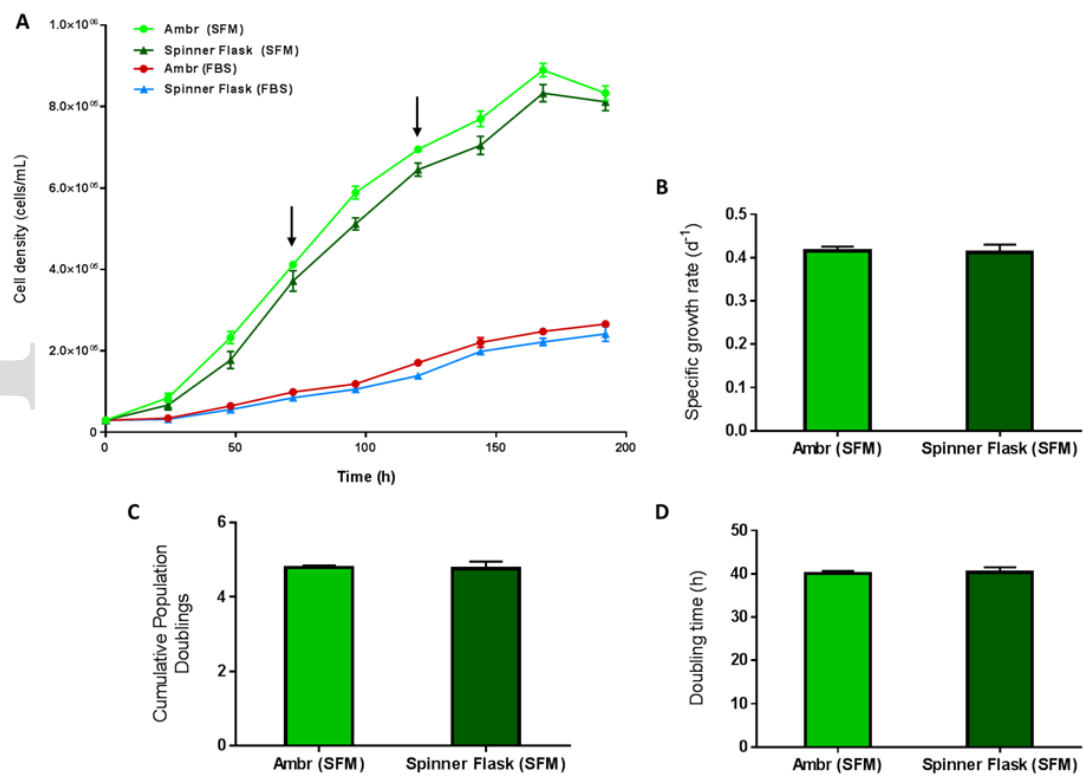 A
Ambr (SFM)
Spinner Flask (SFM)
Ambr (FBS)
Spinner Flask (FBS)
1.0×10⁰⁶
8.0×10⁰⁵
6.0×10⁰⁵
4.0×10⁰⁵
2.0×10⁰⁵
0
Cell density (cells/mL)
0 50 100 150 200
Time (h)
B
0.5
0.4
0.3
0.2
0.1
0.0
Specific growth rate (d⁻¹)
Ambr (SFM) Spinner Flask (SFM)
C
6
4
2
0
Cumulative Population
Doublings
Ambr (SFM) Spinner Flask (SFM)
D
50
40
30
20
10
0
Doubling time (h)
Ambr (SFM) Spinner Flask (SFM)